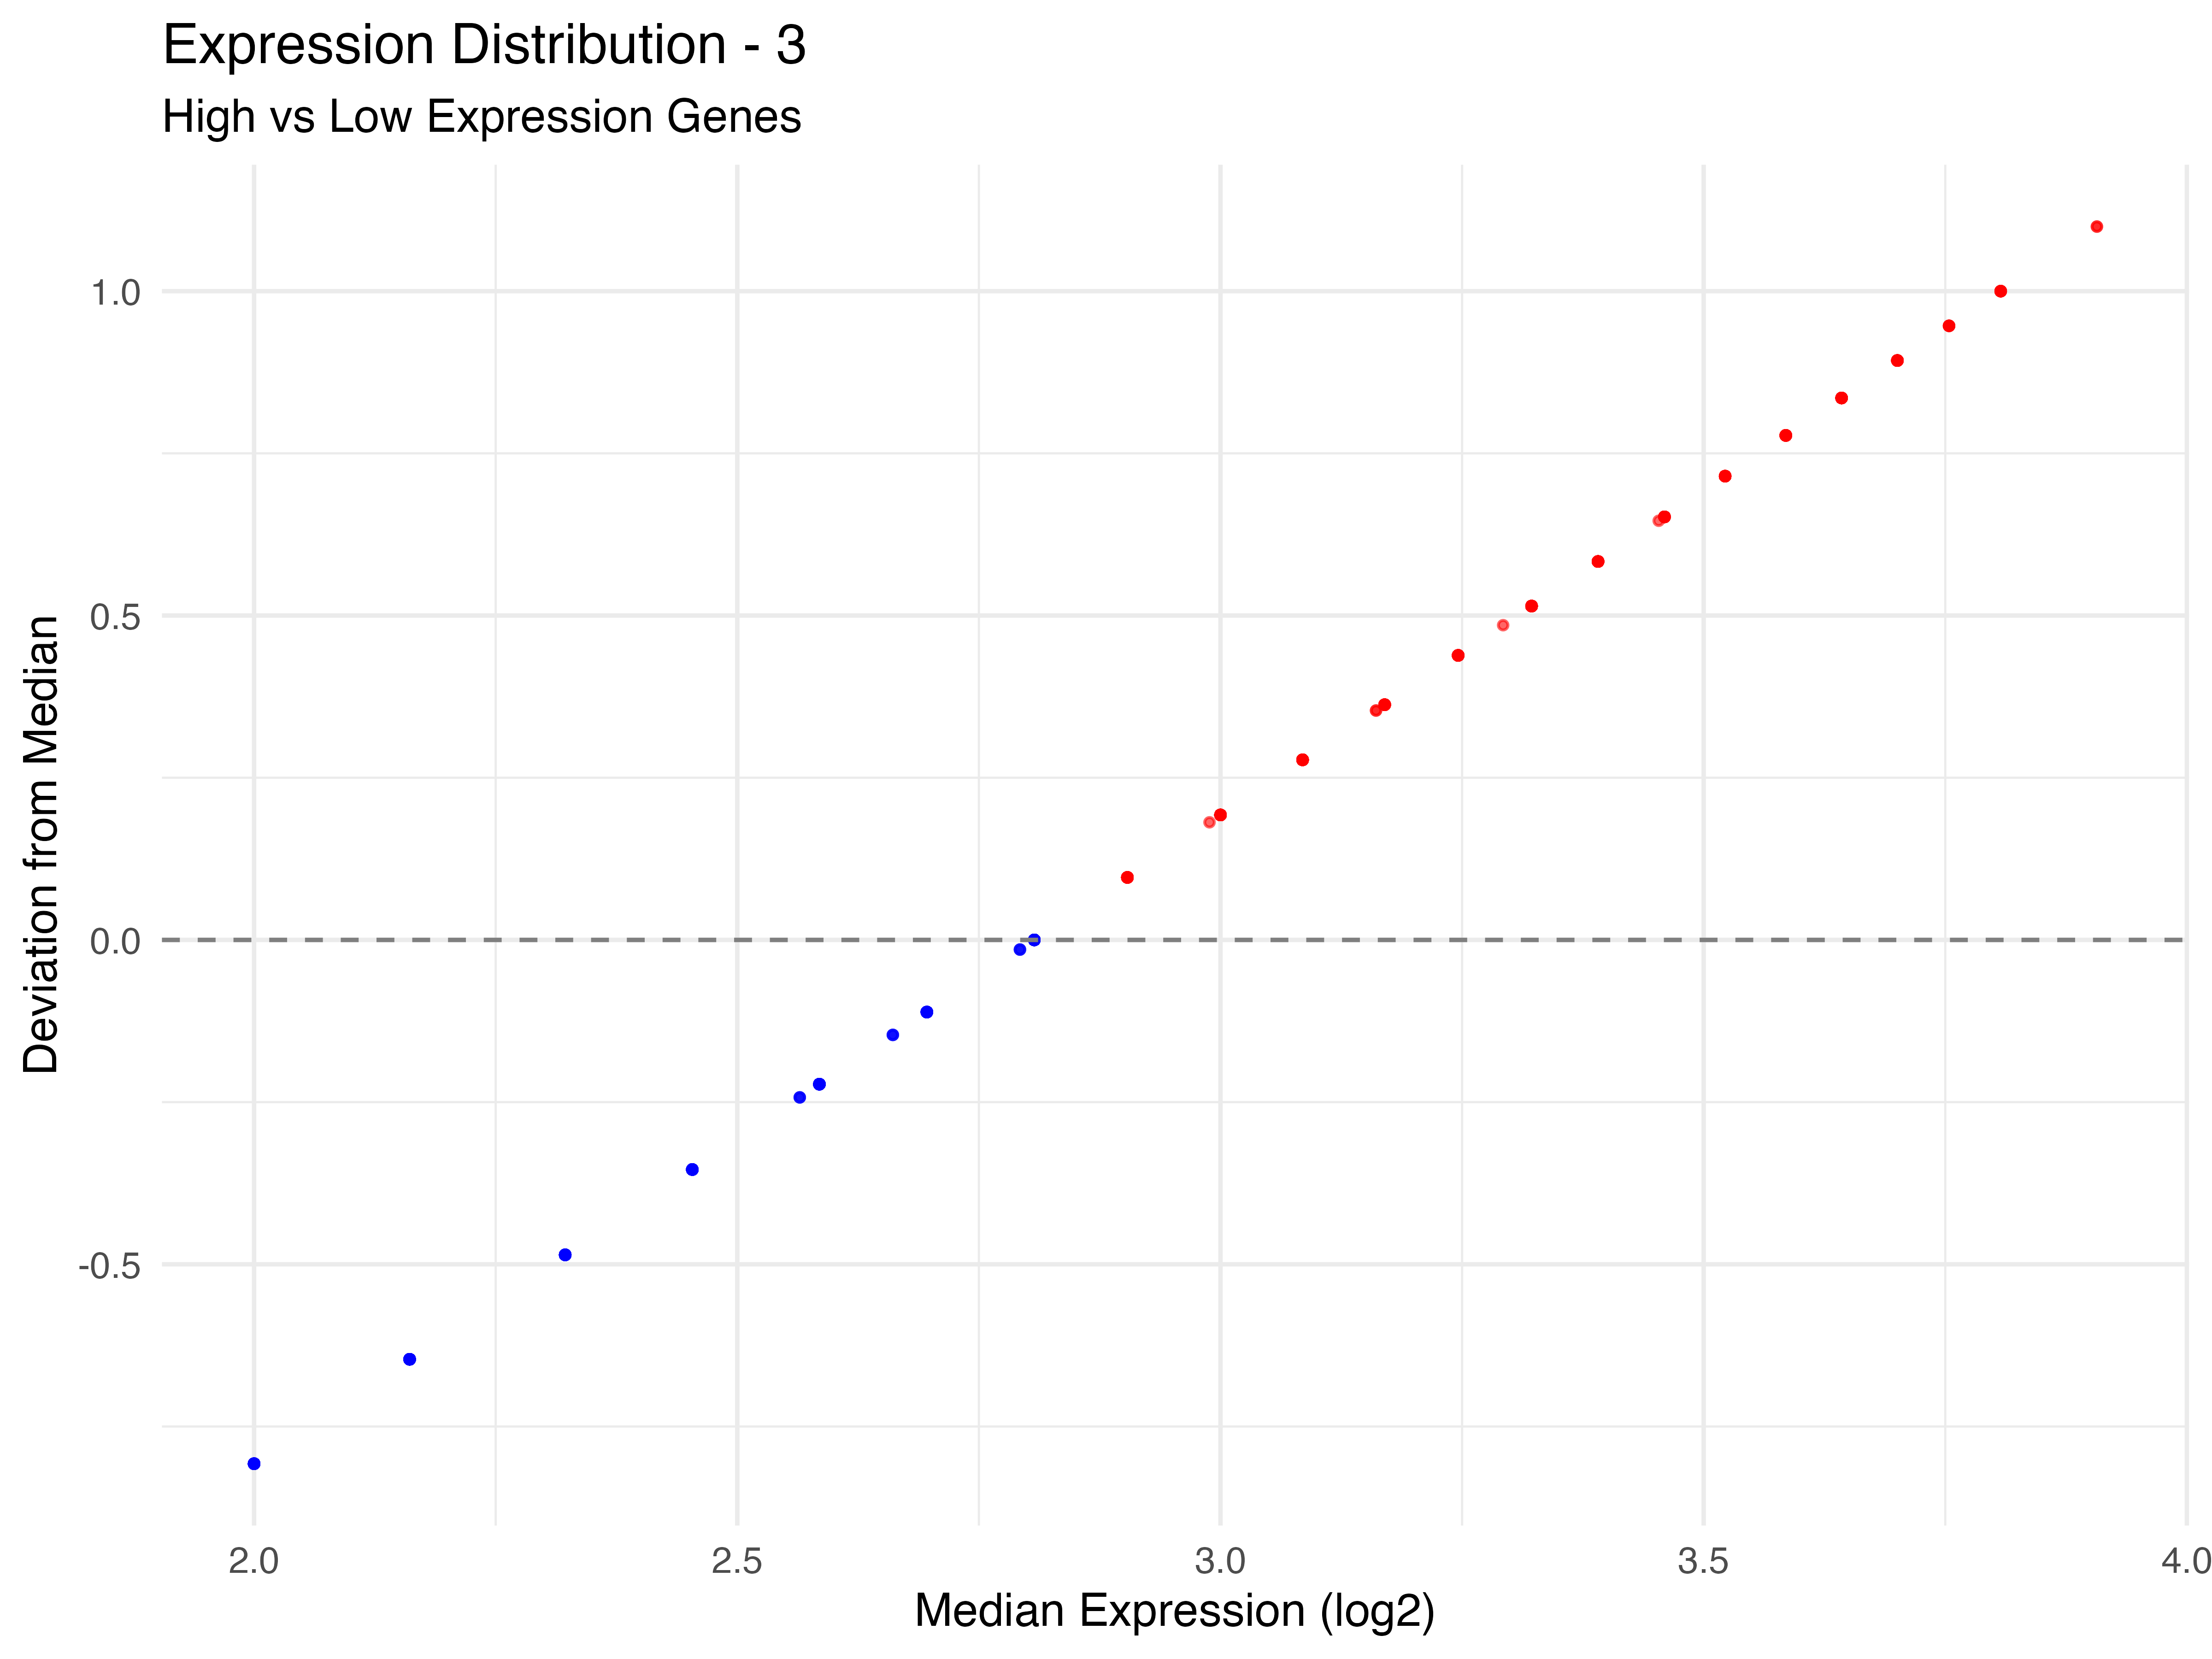 Expression Distribution - 3
High vs Low Expression Genes
Deviation from Median
1.0
0.5
0.0
-0.5
2.0 2.5 3.0 3.5 4.0
Median Expression (log2)